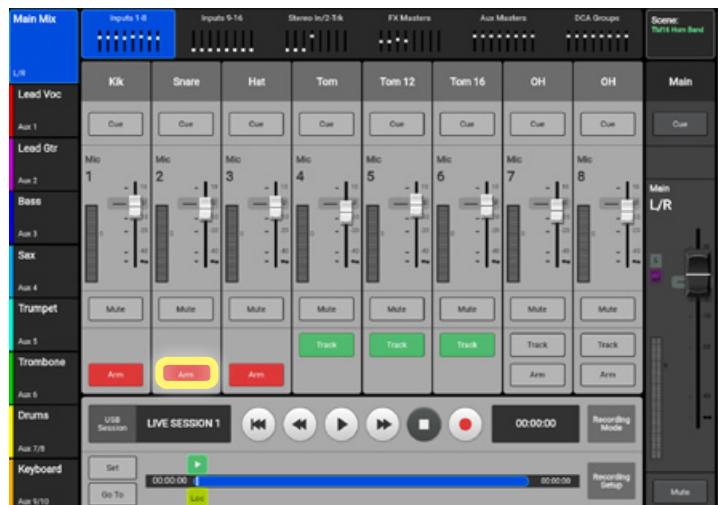 Main Mix
L/R
Inputs 1-8
Inputs 9-16
Stereo In/2-Trk
FX Masters
Aux Masters
DCA Groups
Scene:
TM16 Horn Band
Lead Voc
Aux 1
Lead Gtr
Aux 2
Bass
Aux 3
Sax
Aux 4
Trumpet
Aux 5
Trombone
Aux 6
Drums
Aux 7/8
Keyboard
Aux 9/10
Kik
Snare
Hat
Tom
Tom 12
Tom 16
OH
OH
Main
Cue
Cue
Cue
Cue
Cue
Cue
Cue
Cue
Cue
Mic
Mic
Mic
Mic
Mic
Mic
Mic
Mic
1
2
3
4
5
6
7
8
Main
L/R
Mute
Mute
Mute
Mute
Mute
Mute
Mute
Mute
Track
Track
Track
Track
Track
Arm
Arm
Arm
Arm
Arm
USB
Session
LIVE SESSION 1
00:00:00
Recording
Mode
Set
Go To
00:00:00
Loc
00:00:00
Recording
Setup
Mute